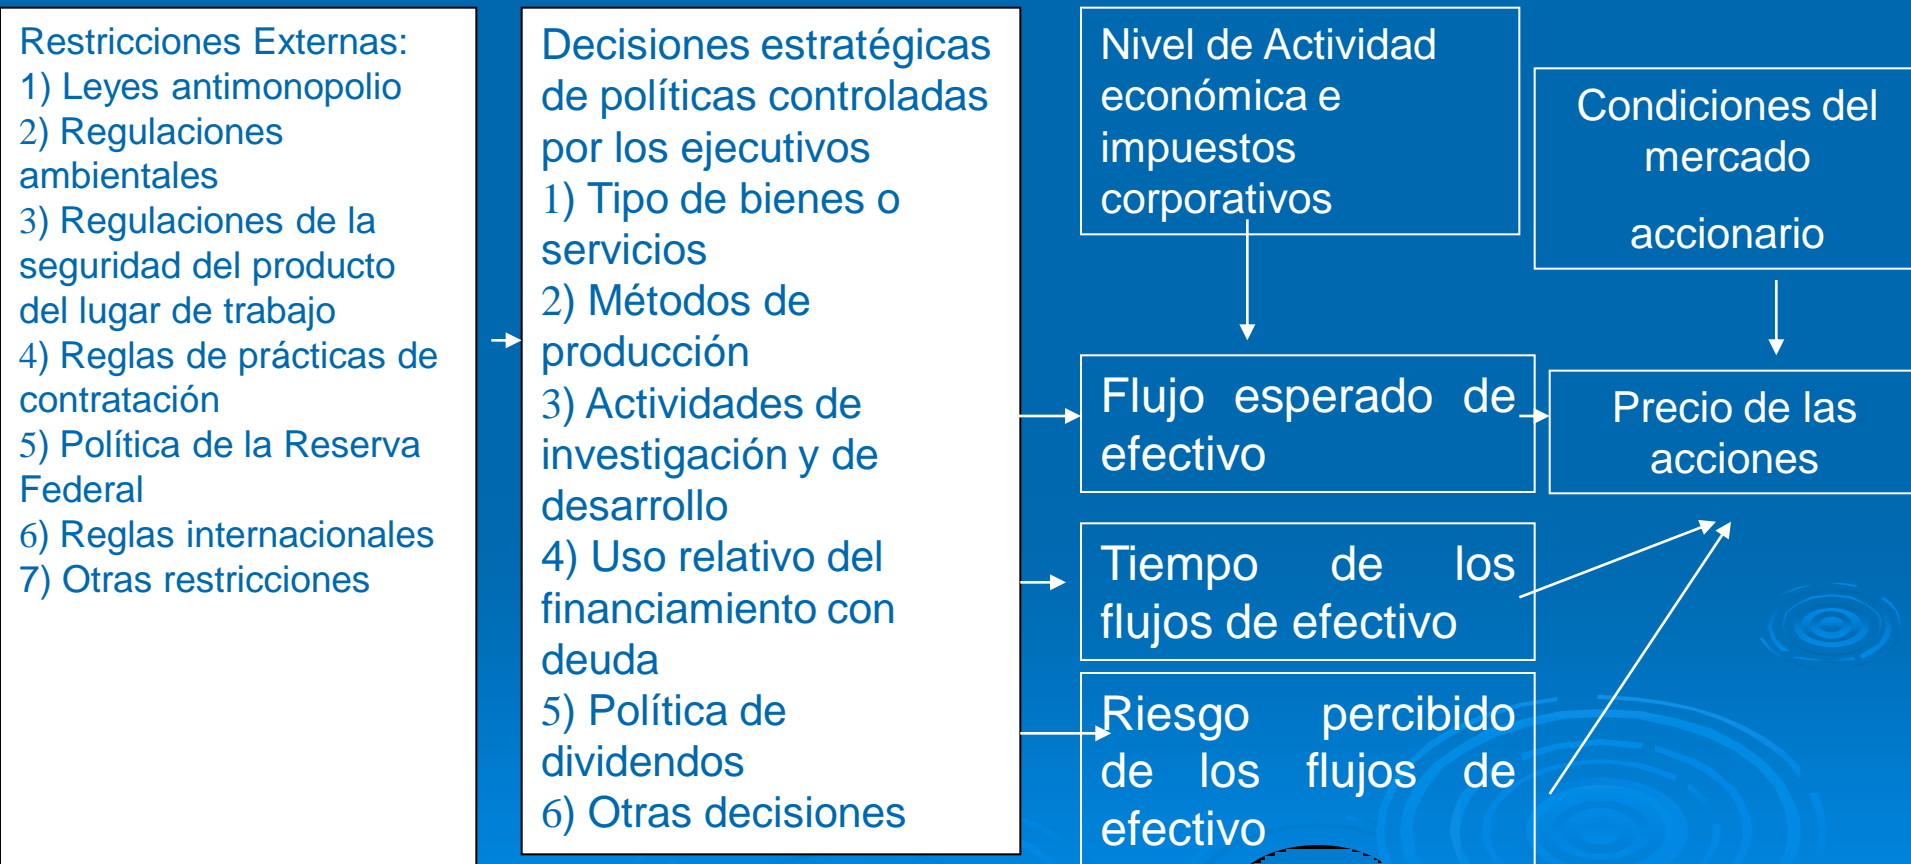 Restricciones Externas:
1) Leyes antimonopolio
2) Regulaciones
ambientales
3) Regulaciones de la
seguridad del producto
del lugar de trabajo
4) Reglas de prácticas de
contratación
5) Política de la Reserva
Federal
6) Reglas internacionales
7) Otras restricciones
Decisiones estratégicas
de políticas controladas
por los ejecutivos
1) Tipo de bienes o
servicios
2) Métodos de
producción
3) Actividades de
investigación y de
desarrollo
4) Uso relativo del
financiamiento con
deuda
5) Política de
dividendos
6) Otras decisiones
Nivel de Actividad
económica e
impuestos
corporativos
Condiciones del
mercado
accionario
Flujo esperado de
efectivo
Precio de las
acciones
Tiempo de los
flujos de efectivo
Riesgo percibido
de los flujos de
efectivo